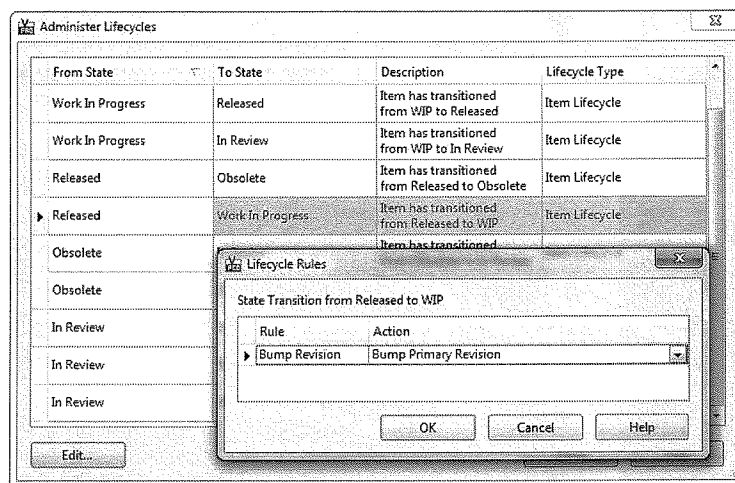 Administer Lifecycles
From State To State Description Lifecycle Type
Work In Progress Released Item has transitioned
from WIP to Released Item Lifecycle
Work In Progress In Review Item has transitioned
from WIP to In Review Item Lifecycle
Released Obsolete Item has transitioned
from Released to Obsolete Item Lifecycle
Released Work In Progress Item has transitioned
from Released to WIP Item Lifecycle
Obsolete Item has transitioned
Obsolete
In Review
In Review
In Review
Edit...
Lifecycle Rules
State Transition from Released to WIP
Rule Action
Bump Revision Bump Primary Revision
OK Cancel Help